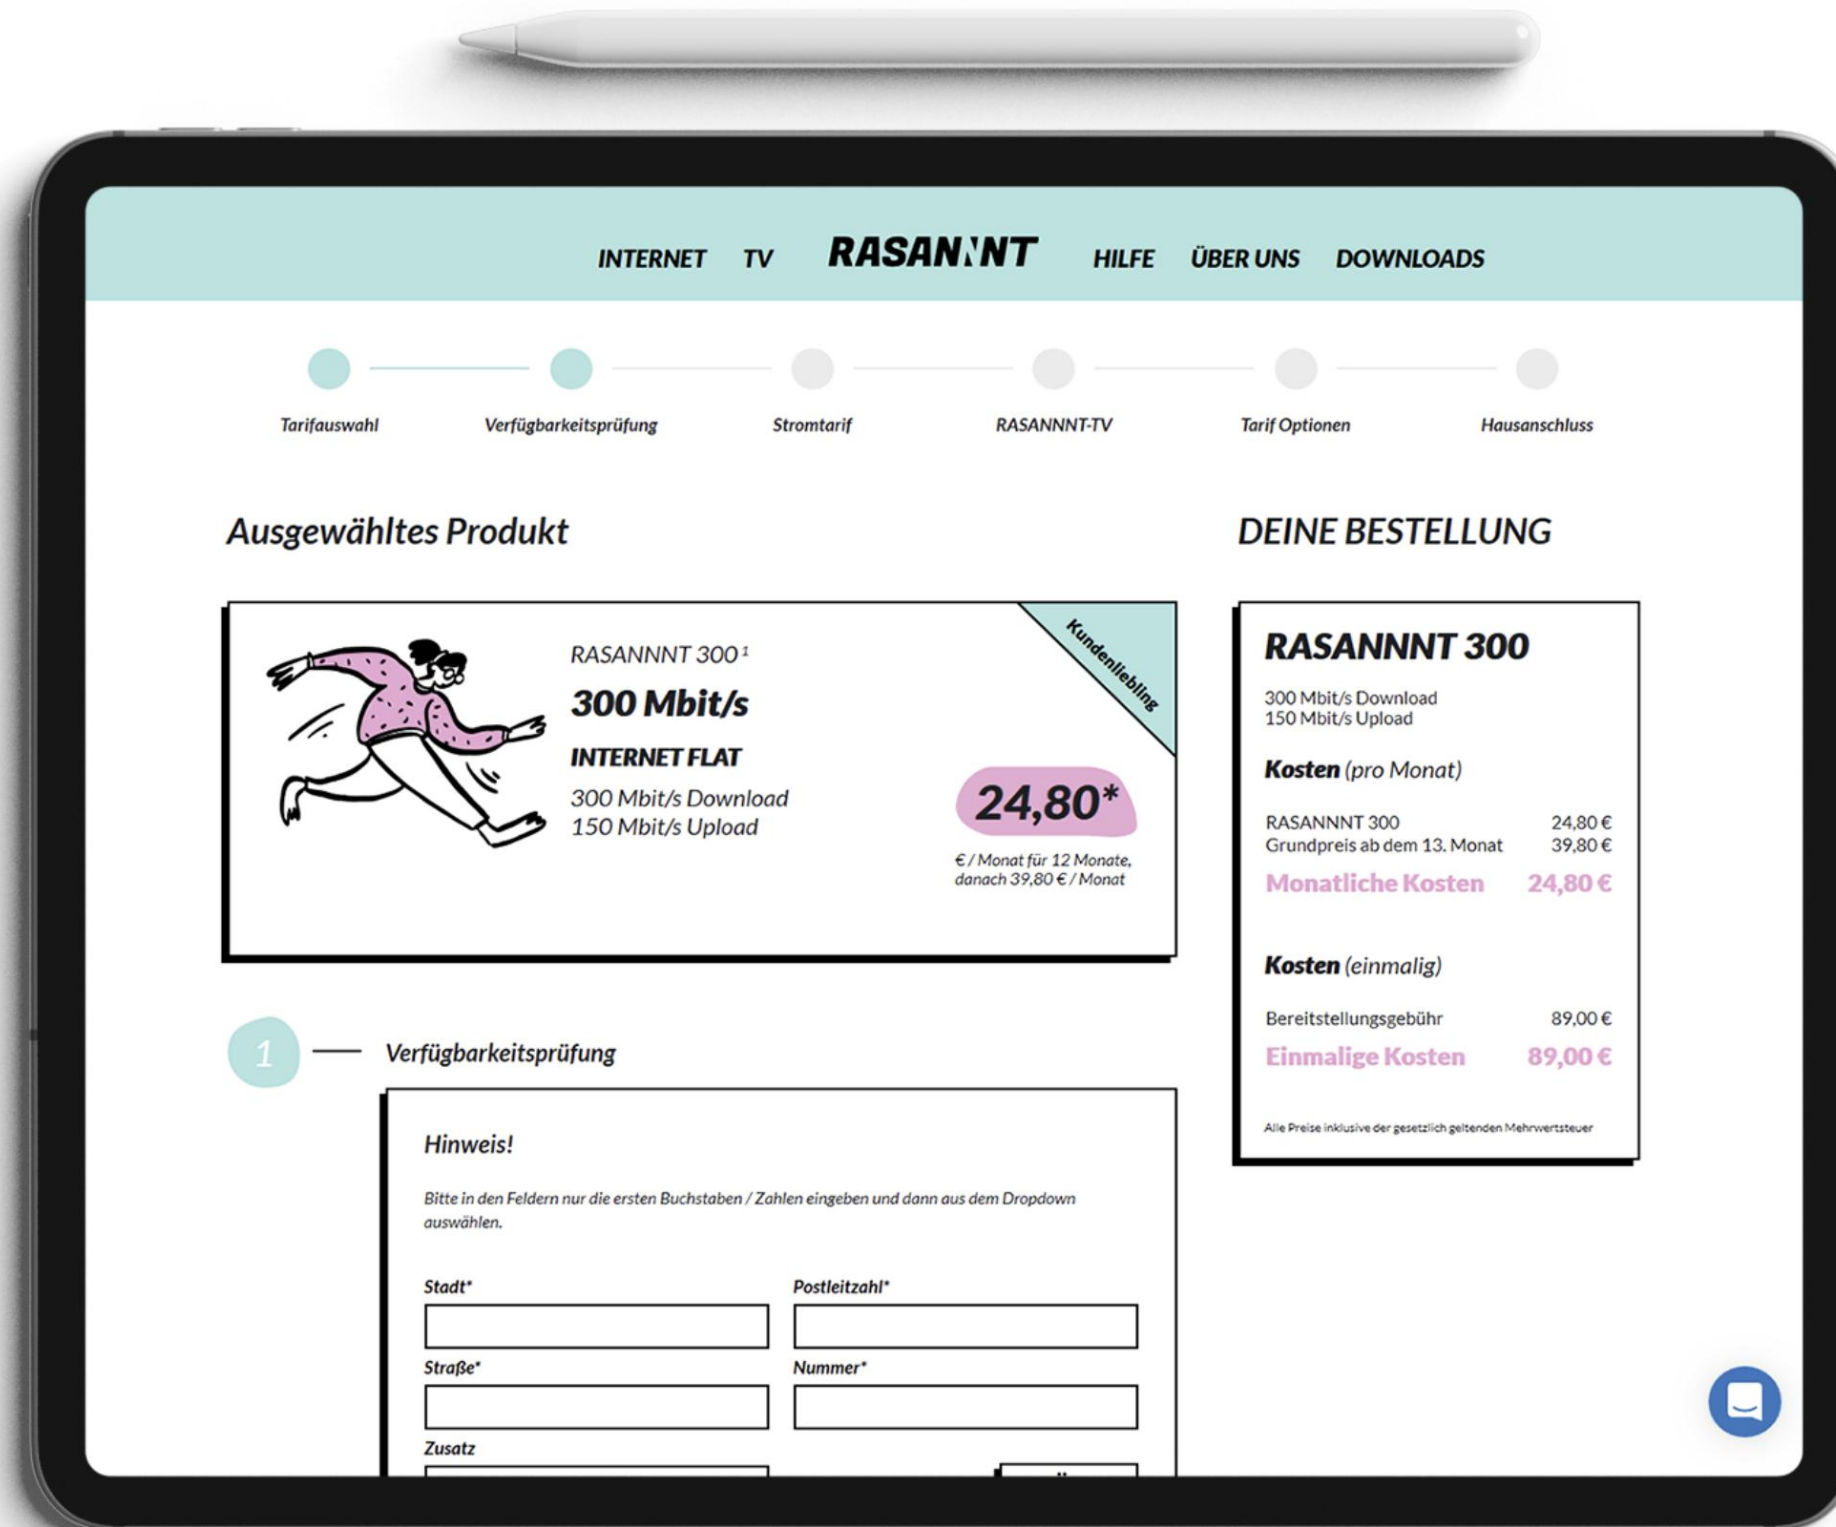 INTERNET TV RASANNNT HILFE ÜBER UNS DOWNLOADS
Tarifauswahl Verfügbarkeitsprüfung Stromtarif RASANNNT-TV Tarif Optionen Hausanschluss
Ausgewähltes Produkt
RASANNNT 300¹
300 Mbit/s
INTERNET FLAT
300 Mbit/s Download
150 Mbit/s Upload
Kundenliebling
24,80*
€ / Monat für 12 Monate,
danach 39,80 € / Monat
DEINE BESTELLUNG
RASANNNT 300
300 Mbit/s Download
150 Mbit/s Upload
Kosten (pro Monat)
RASANNNT 300 24,80 €
Grundpreis ab dem 13. Monat 39,80 €
Monatliche Kosten 24,80 €
Kosten (einmalig)
Bereitstellungsgebühr 89,00 €
Einmalige Kosten 89,00 €
Alle Preise inklusive der gesetzlich geltenden Mehrwertsteuer
1 Verfügbarkeitsprüfung
Hinweis!
Bitte in den Feldern nur die ersten Buchstaben / Zahlen eingeben und dann aus dem Dropdown
auswählen.
Stadt* Postleitzahl*
Straße* Nummer*
Zusatz